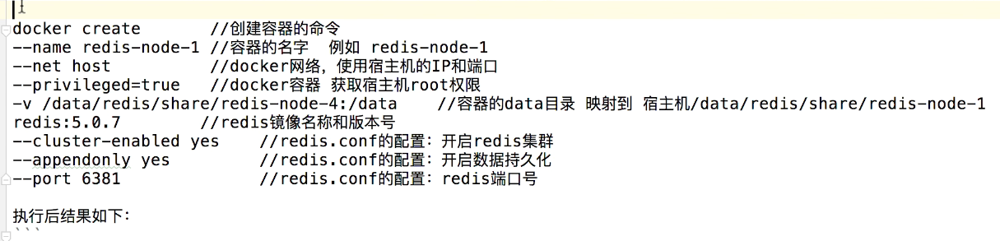 docker create //创建容器的命令
--name redis-node-1 //容器的名字 例如 redis-node-1
--net host //docker网络，使用宿主机的IP和端口
--privileged=true //docker容器 获取宿主机root权限
-v /data/redis/share/redis-node-4:/data //容器的data目录 映射到 宿主机/data/redis/share/redis-node-1
redis:5.0.7 //redis镜像名称和版本号
--cluster-enabled yes //redis.conf的配置：开启redis集群
--appendonly yes //redis.conf的配置：开启数据持久化
--port 6381 //redis.conf的配置：redis端口号
执行后结果如下：
```